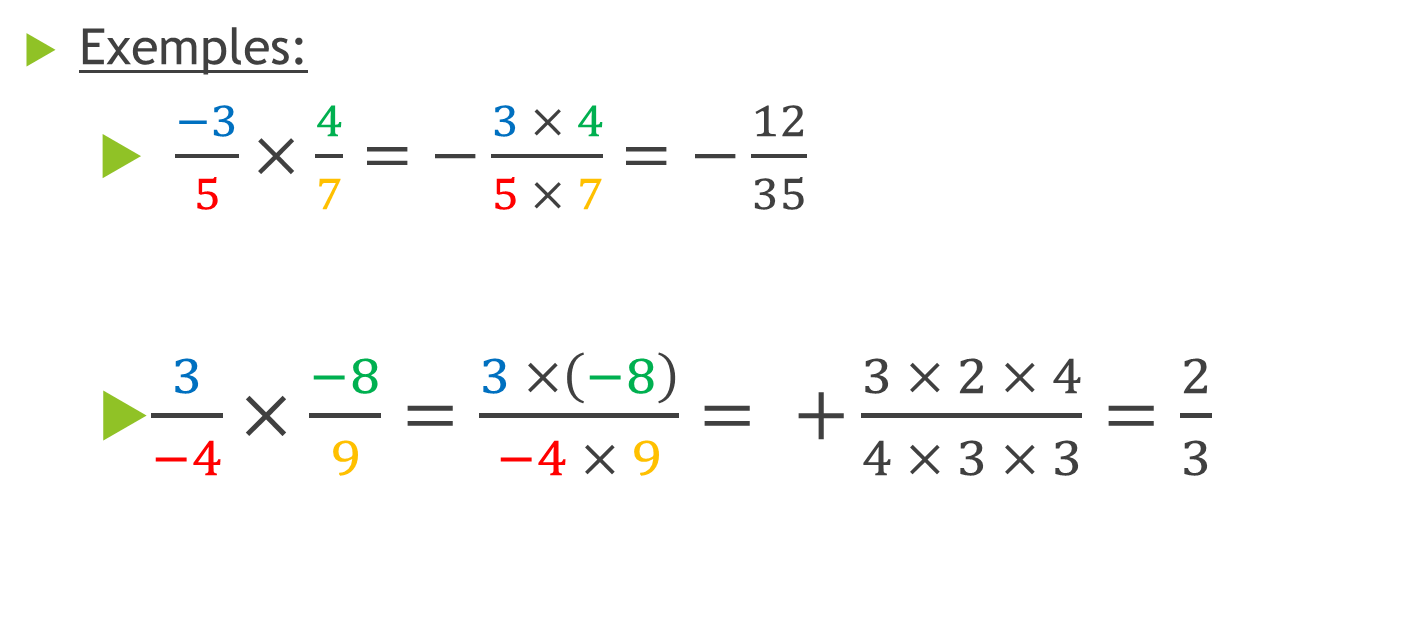 Exemples:
−3/5 × 4/7 = − (3 × 4)/(5 × 7) = − 12/35
3/−4 × −8/9 = (3 ×(−8))/(−4 × 9) = + (3 × 2 × 4)/(4 × 3 × 3) = 2/3